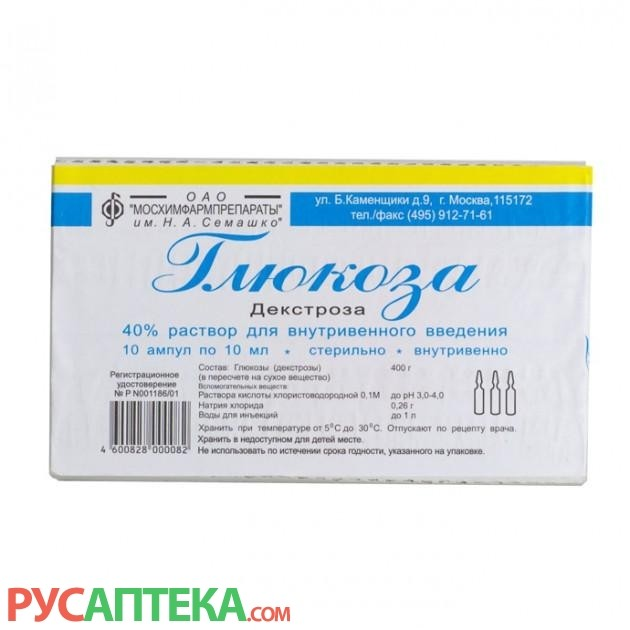 ОАО
"МОСХИМФАРМПРЕПАРАТЫ"
им. Н. А. Семашко"
ул. Б.Каменщики д.9, г. Москва,115172
тел./факс (495) 912-71-61
Глюкоза
Декстроза
40% раствор для внутривенного введения
10 ампул по 10 мл * стерильно * внутривенно
Регистрационное
удостоверение
№ Р N001186/01
Состав: Глюкозы (декстрозы) 400 г
(в пересчете на сухое вещество)
Вспомогательные веществ:
Раствора кислоты хлористоводородной 0,1М до рН 3,0-4,0
Натрия хлорида 0,26 г
Воды для инъекций до 1 л
Хранить при температуре от 5°С до 30°С. Отпускают по рецепту врача.
Хранить в недоступном для детей месте.
Не использовать по истечении срока годности, указанного на упаковке.
4 600828 000082
РУСАПТЕКА.com